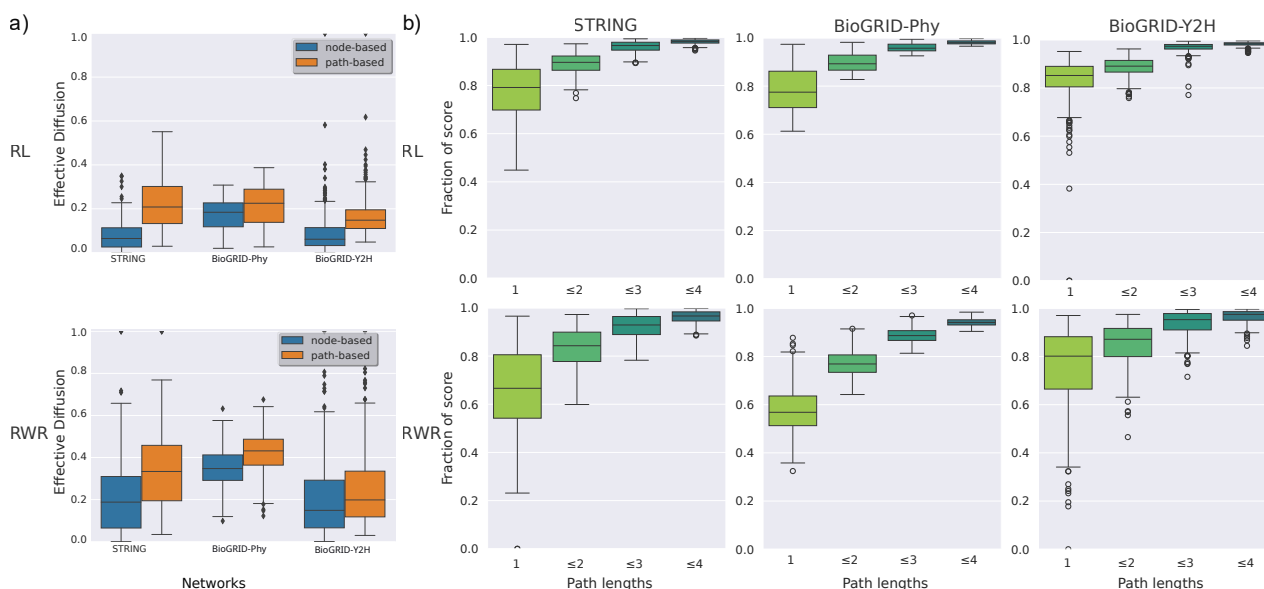 a)
1.0
0.8
0.6
0.4
0.2
0.0
Effective Diffusion
RL
node-based
path-based
STRING
BioGRID-Phy
BioGRID-Y2H
1.0
0.8
0.6
0.4
0.2
0.0
Effective Diffusion
RWR
node-based
path-based
STRING
BioGRID-Phy
BioGRID-Y2H
Networks
b)
STRING
BioGRID-Phy
BioGRID-Y2H
RL
Fraction of score
1.0
0.8
0.6
0.4
0.2
0.0
1 ≤2 ≤3 ≤4
1.0
0.8
0.6
0.4
0.2
0.0
1 ≤2 ≤3 ≤4
1.0
0.8
0.6
0.4
0.2
0.0
1 ≤2 ≤3 ≤4
RWR
Fraction of score
1.0
0.8
0.6
0.4
0.2
0.0
1 ≤2 ≤3 ≤4
Path lengths
1.0
0.8
0.6
0.4
0.2
0.0
1 ≤2 ≤3 ≤4
Path lengths
1.0
0.8
0.6
0.4
0.2
0.0
1 ≤2 ≤3 ≤4
Path lengths